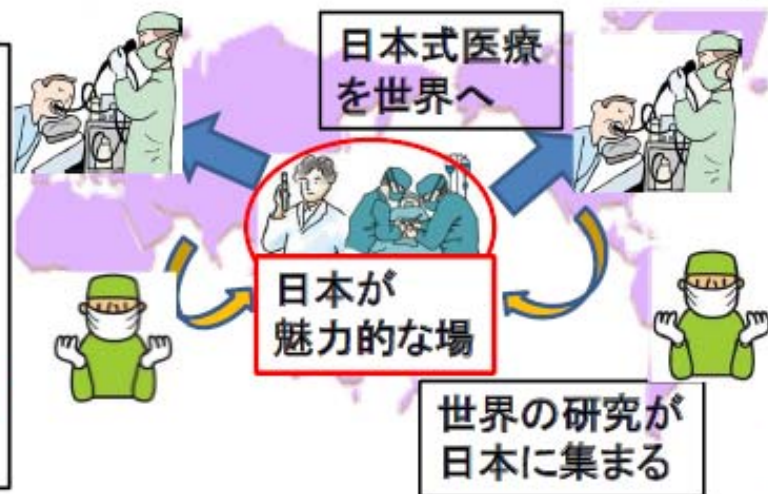 日本式医療
を世界へ
日本が
魅力的な場
世界の研究が
日本に集まる